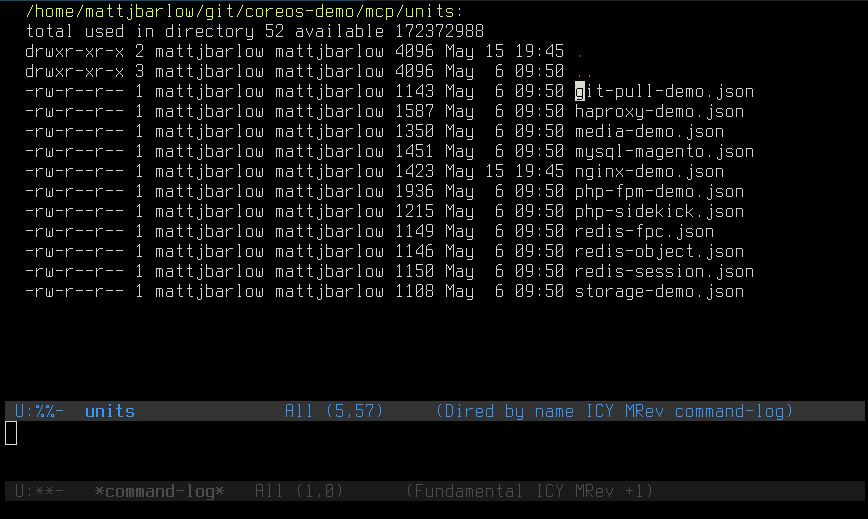 /home/mattjbarlow/git/coreos-demo/mcp/units:
total used in directory 52 available 172372988
drwxr-xr-x 2 mattjbarlow mattjbarlow 4096 May 15 19:45 .
drwxr-xr-x 3 mattjbarlow mattjbarlow 4096 May  6 09:50 ..
-rw-r--r-- 1 mattjbarlow mattjbarlow 1143 May  6 09:50 git-pull-demo.json
-rw-r--r-- 1 mattjbarlow mattjbarlow 1587 May  6 09:50 haproxy-demo.json
-rw-r--r-- 1 mattjbarlow mattjbarlow 1350 May  6 09:50 media-demo.json
-rw-r--r-- 1 mattjbarlow mattjbarlow 1451 May  6 09:50 mysql-magento.json
-rw-r--r-- 1 mattjbarlow mattjbarlow 1423 May 15 19:45 nginx-demo.json
-rw-r--r-- 1 mattjbarlow mattjbarlow 1936 May  6 09:50 php-fpm-demo.json
-rw-r--r-- 1 mattjbarlow mattjbarlow 1215 May  6 09:50 php-sidekick.json
-rw-r--r-- 1 mattjbarlow mattjbarlow 1149 May  6 09:50 redis-fpc.json
-rw-r--r-- 1 mattjbarlow mattjbarlow 1146 May  6 09:50 redis-object.json
-rw-r--r-- 1 mattjbarlow mattjbarlow 1150 May  6 09:50 redis-session.json
-rw-r--r-- 1 mattjbarlow mattjbarlow 1108 May  6 09:50 storage-demo.json
U:%%-  units               All (5,57)     (Dired by name ICY MRev command-log)
U:**-   *command-log*   All (1,0)      (Fundamental ICY MRev +1)